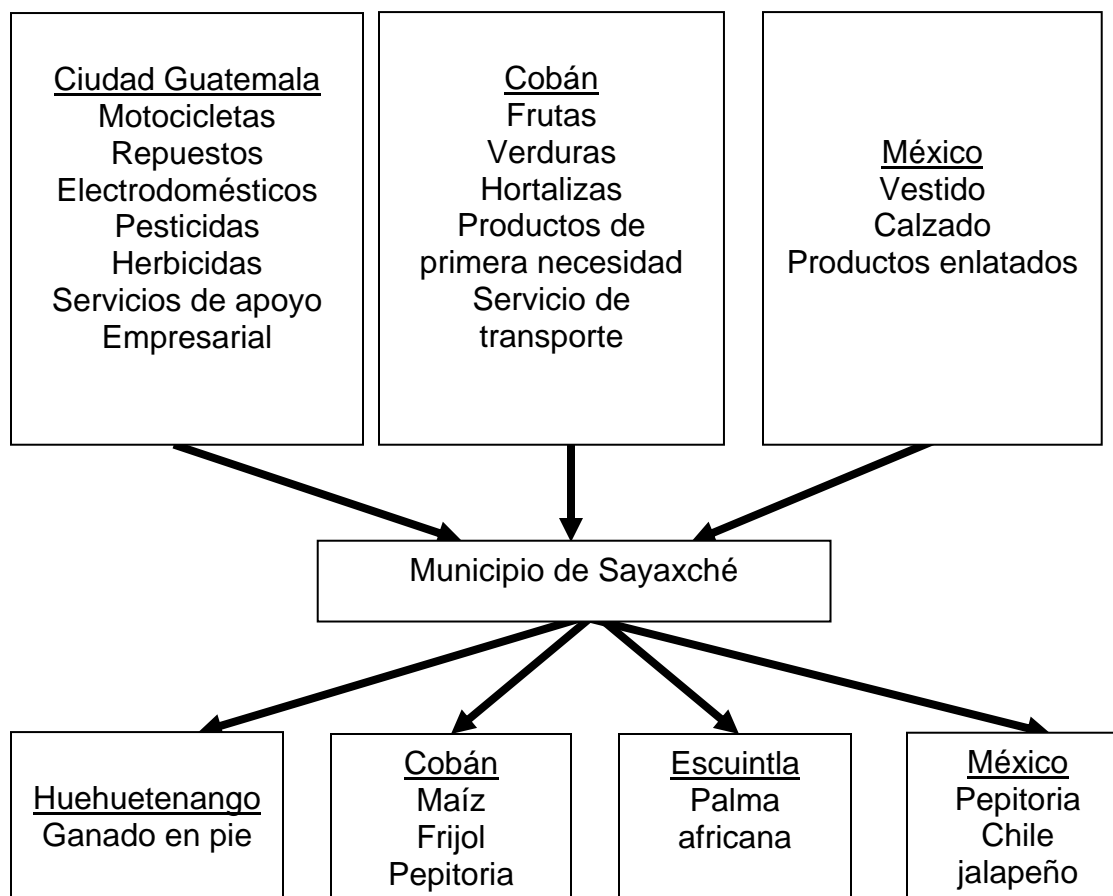 Ciudad Guatemala
Motocicletas
Repuestos
Electrodomésticos
Pesticidas
Herbicidas
Servicios de apoyo
Empresarial
Cobán
Frutas
Verduras
Hortalizas
Productos de
primera necesidad
Servicio de
transporte
México
Vestido
Calzado
Productos enlatados
Municipio de Sayaxché
Huehuetenango
Ganado en pie
Cobán
Maíz
Frijol
Pepitoria
Escuintla
Palma
africana
México
Pepitoria
Chile
jalapeño